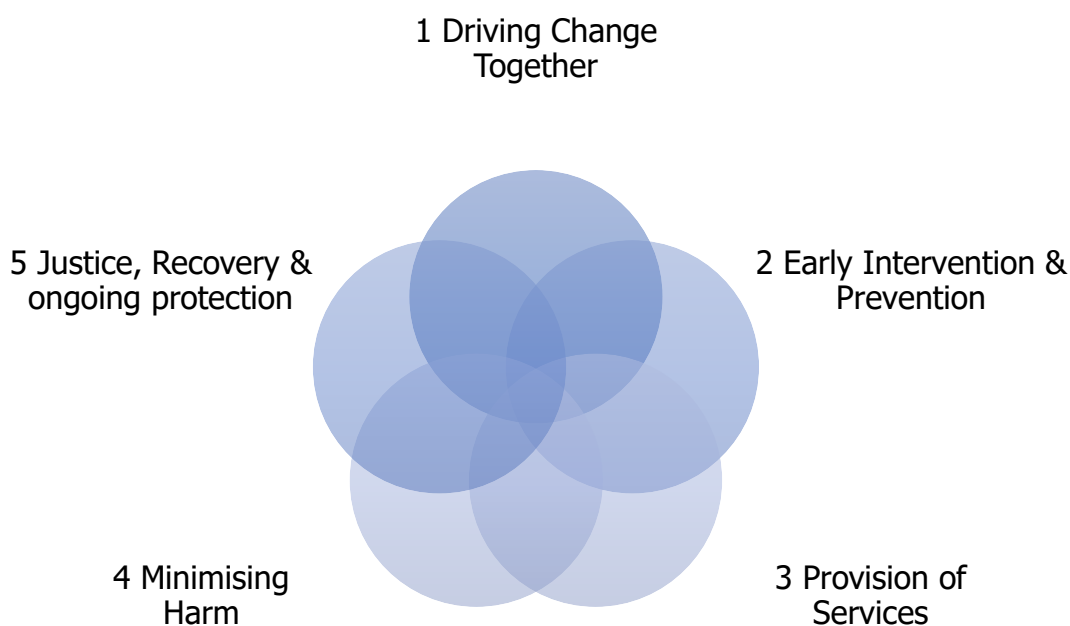 1 Driving Change
Together
2 Early Intervention &
Prevention
3 Provision of
Services
4 Minimising
Harm
5 Justice, Recovery &
ongoing protection